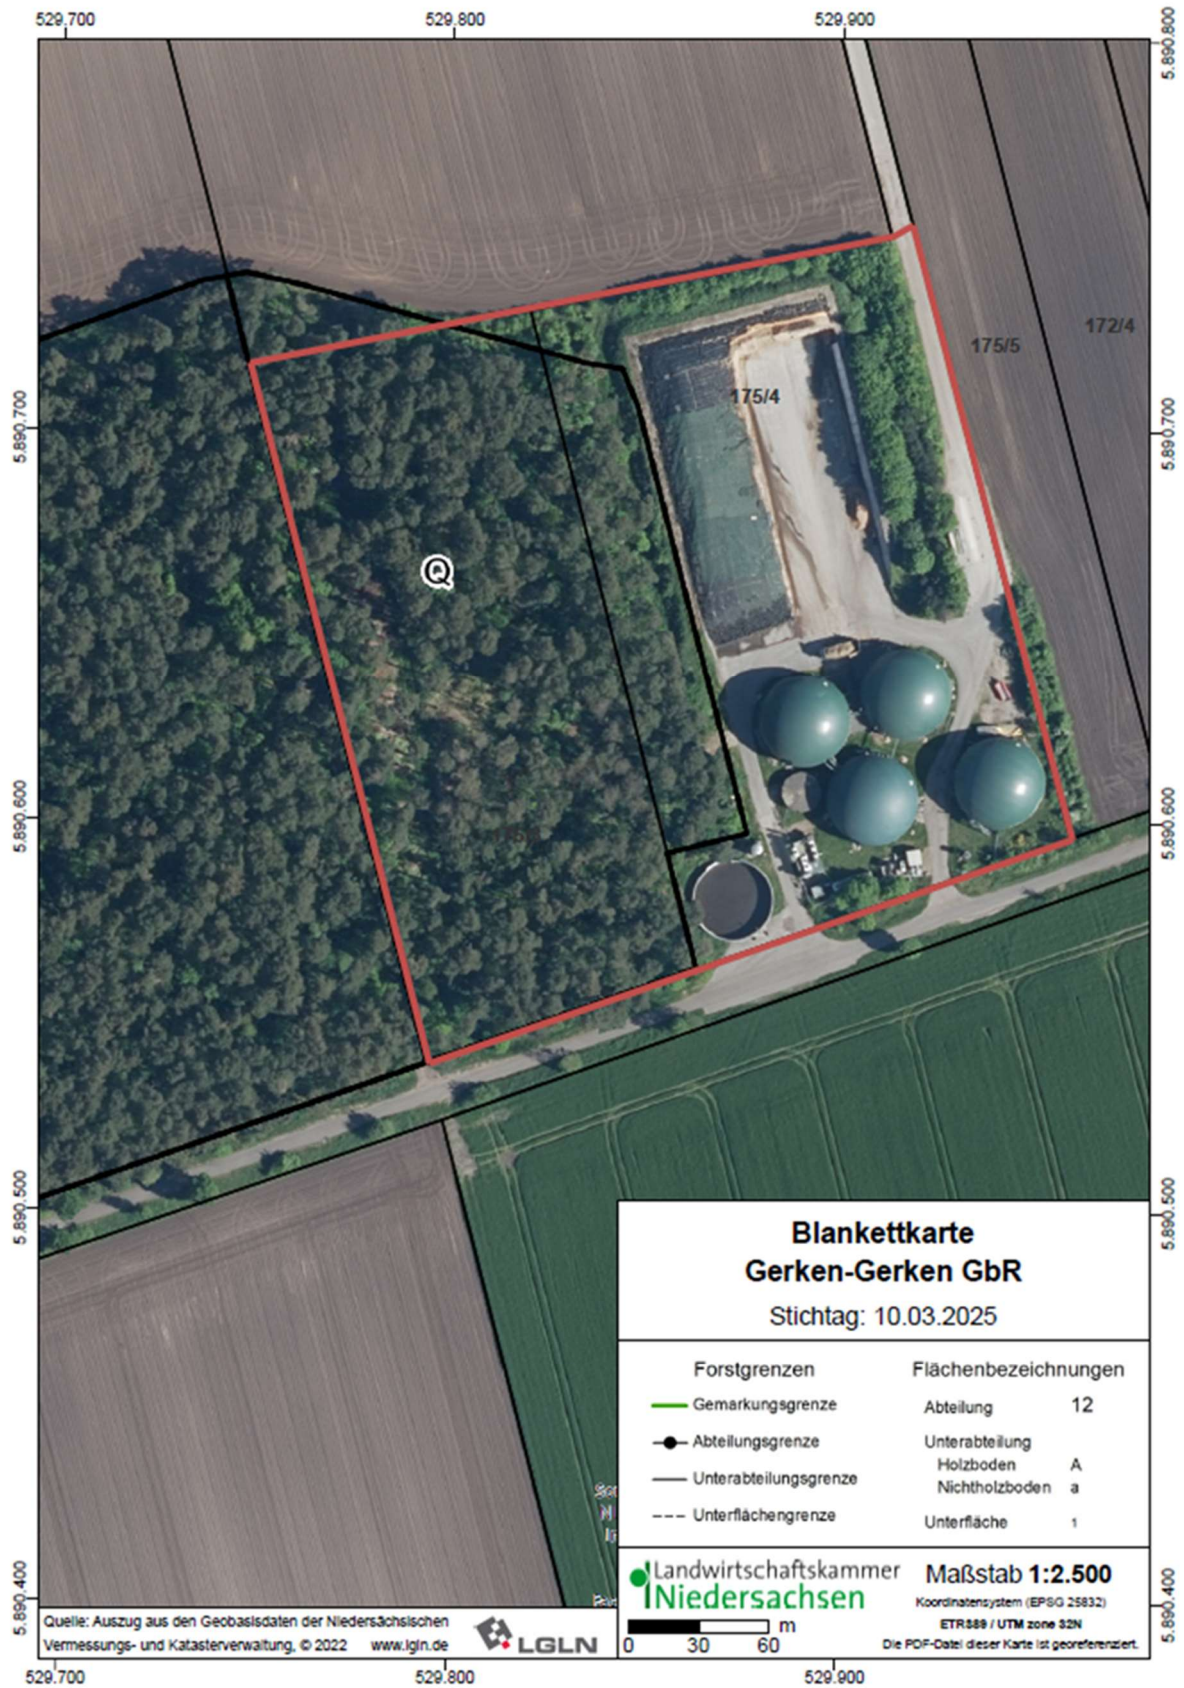 529.700 529.800 529.900
5.890.800
172/4
175/5
175/4
5.890.700 5.890.700
Q
5.890.600 5.890.600
5.890.500 5.890.500
Blankettkarte
Gerken-Gerken GbR
Stichtag: 10.03.2025
Forstgrenzen
Gemarkungsgrenze
Abteilungsgrenze
Unterabteilungsgrenze
Unterflächengrenze
Flächenbezeichnungen
Abteilung 12
Unterabteilung
Holzboden A
Nichtholzboden a
Unterfläche 1
5.890.400 5.890.400
Landwirtschaftskammer
Niedersachsen
0 30 60 m
Maßstab 1:2.500
Koordinatensystem (EPSG 25832)
ETRS89 / UTM zone 32N
Die PDF-Datei dieser Karte ist georeferenziert.
Quelle: Auszug aus den Geobasisdaten der Niedersächsischen
Vermessungs- und Katasterverwaltung, © 2022 www.lgln.de
LGLN
529.700 529.800 529.900